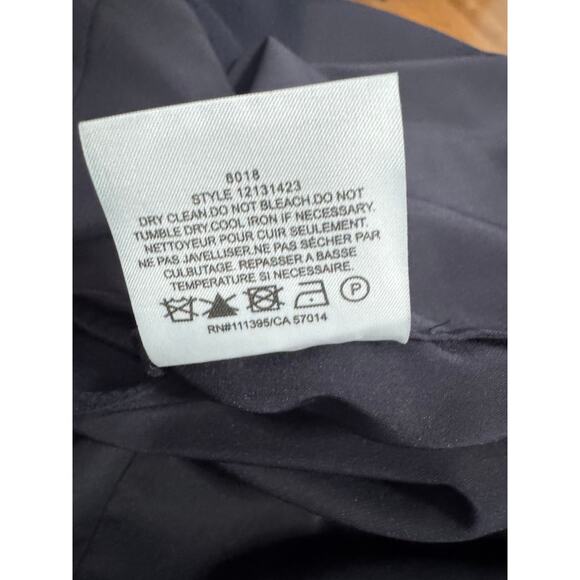 8018
STYLE 12131423
DRY CLEAN.DO NOT BLEACH.DO NOT
TUMBLE DRY.COOL IRON IF NECESSARY.
NETTOYEUR POUR CUIR SEULEMENT.
NE PAS JAVELLISER.NE PAS SÉCHER PAR
CULBUTAGE. REPASSER A BASSE
TEMPERATURE SI NECESSAIRE.
P
RN#111395/CA 57014